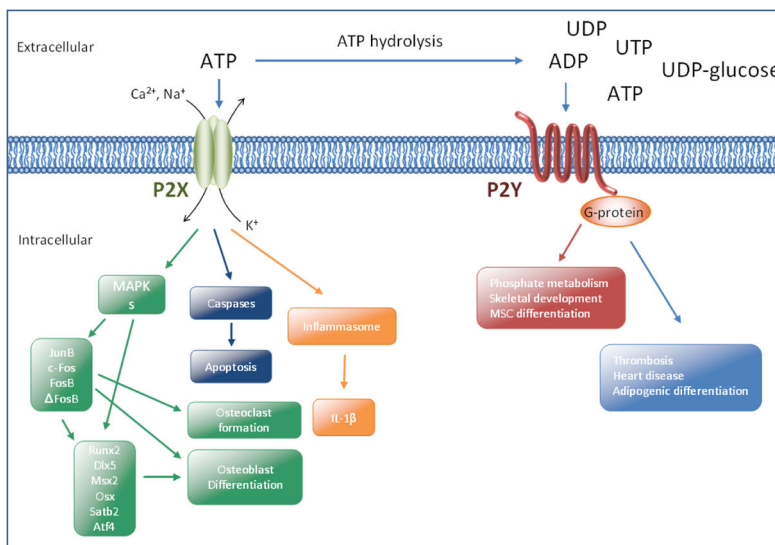 Extracellular
ATP
ATP hydrolysis
UDP
ADP
UTP
UDP-glucose
ATP
Ca²⁺, Na⁺
P2X
P2Y
G-protein
Intracellular
K⁺
MAPK
s
Caspases
Inflammasome
Phosphate metabolism
Skeletal development
MSC differentiation
JunB
c-Fos
FosB
ΔFosB
Apoptosis
Thrombosis
Heart disease
Adipogenic differentiation
Osteoclast
formation
IL-1β
Runx2
Dlx5
Msx2
Osx
Satb2
Atf4
Osteoblast
Differentiation